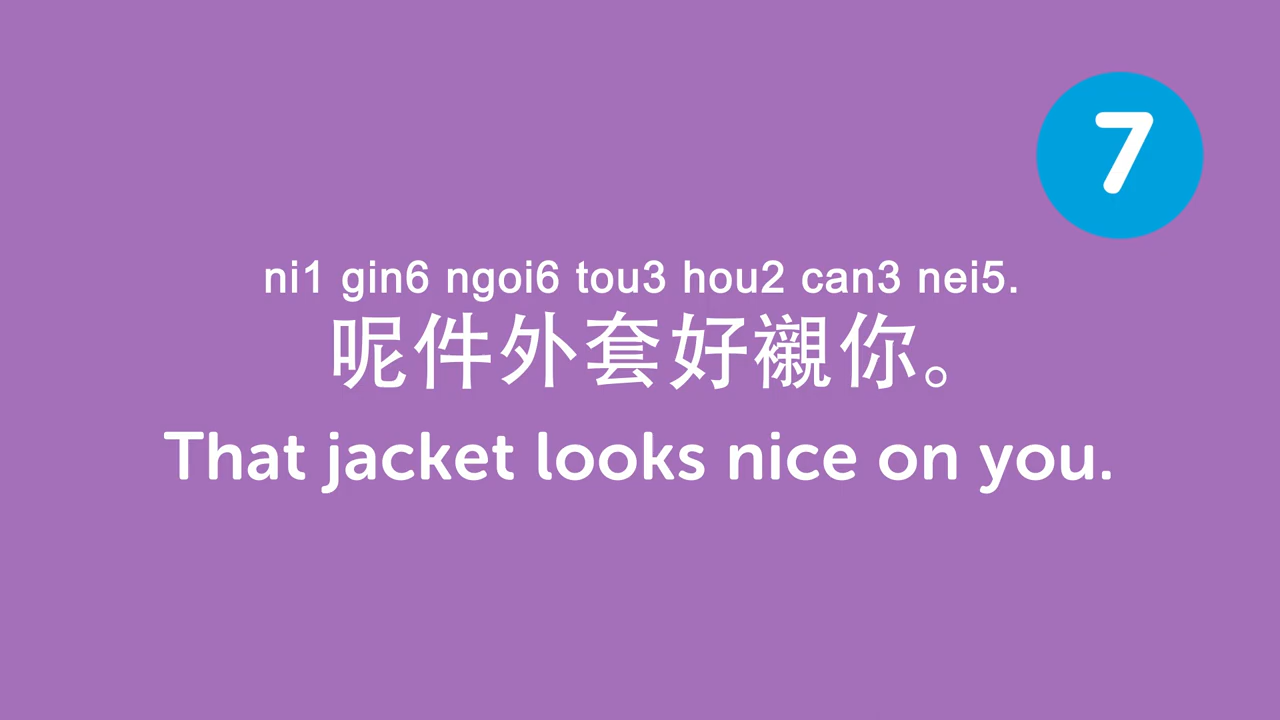 7
ni1 gin6 ngoi6 tou3 hou2 can3 nei5.
呢件外套好襯你。
That jacket looks nice on you.